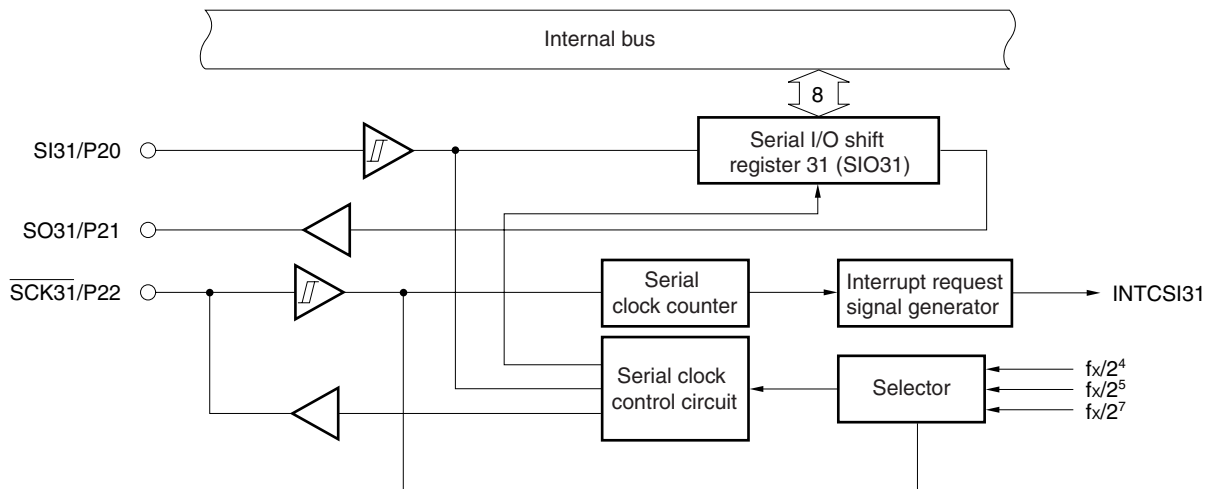 Internal bus
8
SI31/P20
Serial I/O shift
register 31 (SIO31)
SO31/P21
SCK31/P22
Serial
clock counter
Interrupt request
signal generator
INTCSI31
Serial clock
control circuit
Selector
fx/2⁴
fx/2⁵
fx/2⁷